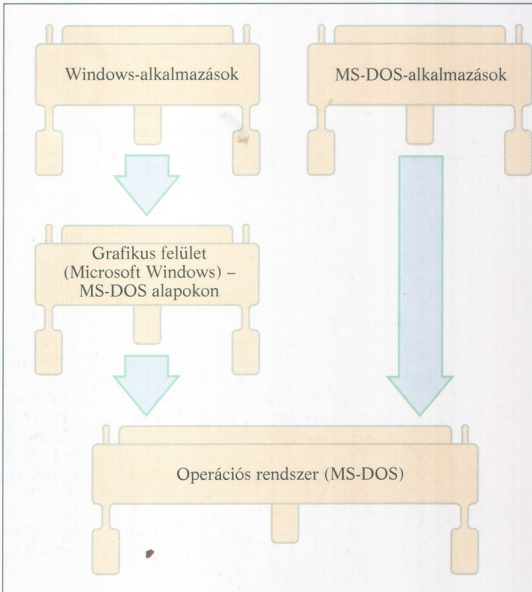 Windows-alkalmazások
MS-DOS-alkalmazások
Grafikus felület
(Microsoft Windows) –
MS-DOS alapokon
Operációs rendszer (MS-DOS)